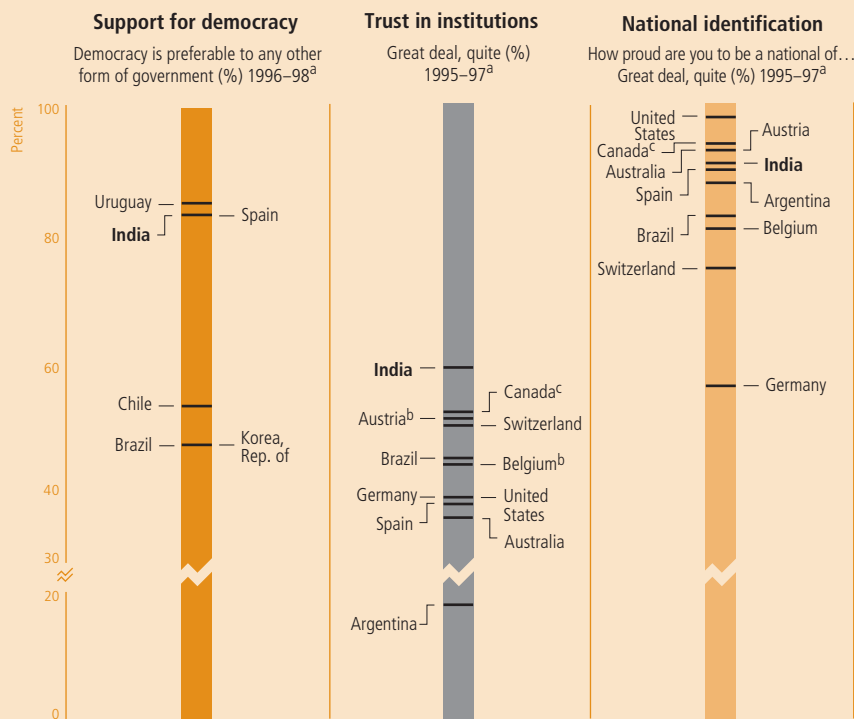 Support for democracy
Democracy is preferable to any other
form of government (%) 1996–98a
Percent
100
80
60
40
30
20
0
Uruguay
India
Spain
Chile
Brazil
Korea,
Rep. of
Trust in institutions
Great deal, quite (%)
1995–97a
India
Canadac
Austriab
Switzerland
Brazil
Belgiumb
Germany
United
States
Spain
Australia
Argentina
National identification
How proud are you to be a national of…
Great deal, quite (%) 1995–97a
United
States
Austria
Canadac
India
Australia
Spain
Argentina
Brazil
Belgium
Switzerland
Germany